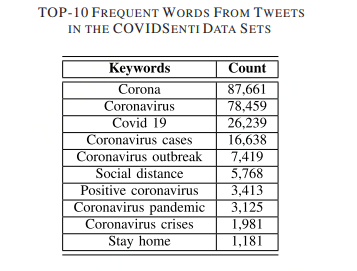 TOP-10 FREQUENT WORDS FROM TWEETS
IN THE COVIDSENTI DATA SETS
Keywords Count
Corona 87,661
Coronavirus 78,459
Covid 19 26,239
Coronavirus cases 16,638
Coronavirus outbreak 7,419
Social distance 5,768
Positive coronavirus 3,413
Coronavirus pandemic 3,125
Coronavirus crises 1,981
Stay home 1,181